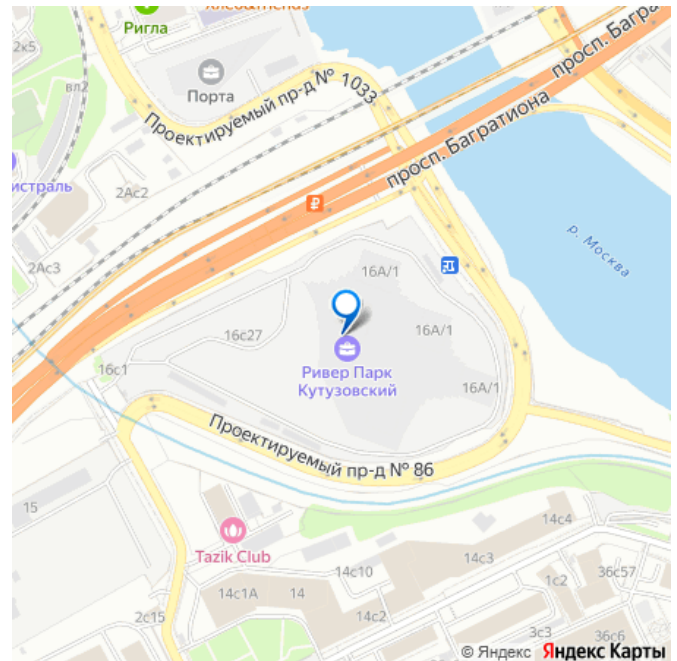 Ригла
2к5
вл2
Порта
Проектируемый пр-д № 1033
просп. Багратиона
просп. Багр
истраль
2Ас2
₽
2Ас3
р. Москва
16А/1
16с27
16А/1
16с1
Ривер Парк
Кутузовский
16А/1
Проектируемый пр-д № 86
15
14с4
Tazik Club
14с3
14с10
1с2
36с57
14с1А
14
14с2
2с15
3с3
36с6
© Яндекс Яндекс Карты